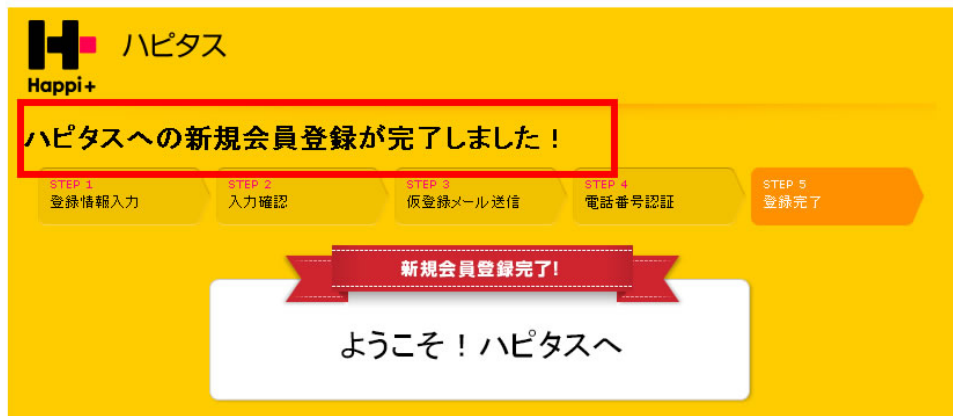 ハピタス
Happi+
ハピタスへの新規会員登録が完了しました！
STEP 1
登録情報入力
STEP 2
入力確認
STEP 3
仮登録メール送信
STEP 4
電話番号認証
STEP 5
登録完了
新規会員登録完了!
ようこそ！ハピタスへ